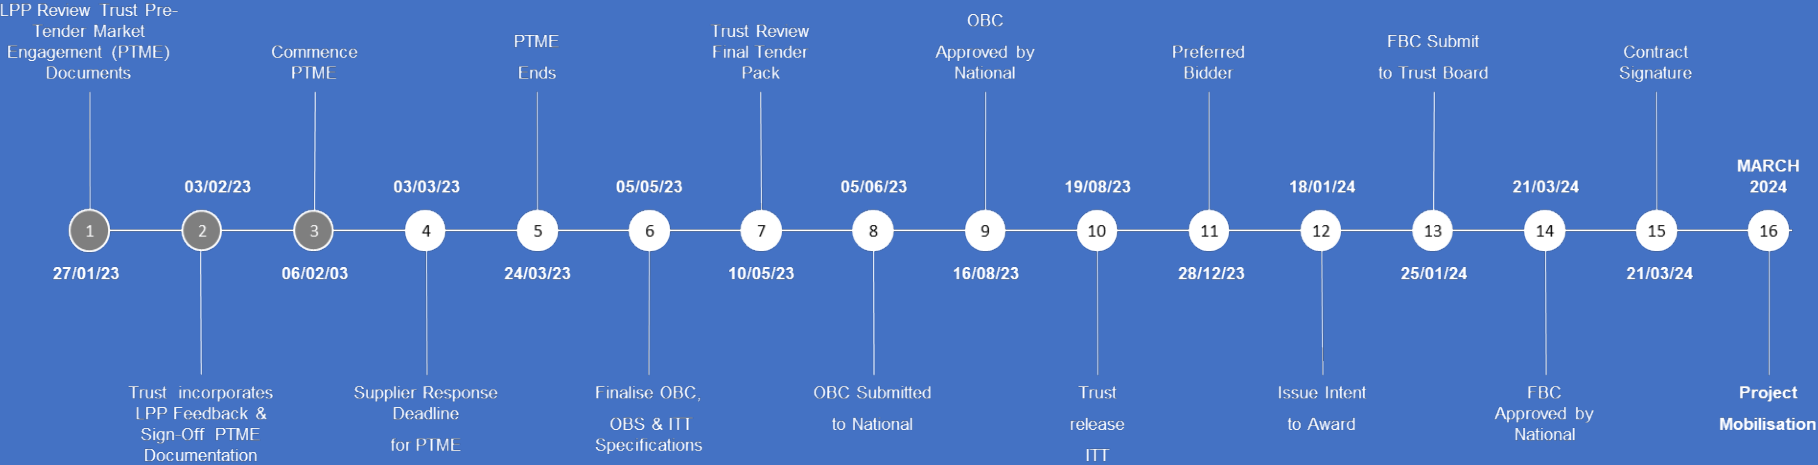 LPP Review Trust Pre-
Tender Market
Engagement (PTME)
Documents
Commence
PTME
PTME
Ends
Trust Review
Final Tender
Pack
OBC
Approved by
National
Preferred
Bidder
FBC Submit
to Trust Board
Contract
Signature
03/02/23
03/03/23
05/05/23
05/06/23
19/08/23
18/01/24
21/03/24
MARCH
2024
1
2
3
4
5
6
7
8
9
10
11
12
13
14
15
16
27/01/23
06/02/03
24/03/23
10/05/23
16/08/23
28/12/23
25/01/24
21/03/24
Trust incorporates
LPP Feedback &
Sign-Off PTME
Documentation
Supplier Response
Deadline
for PTME
Finalise OBC,
OBS & ITT
Specifications
OBC Submitted
to National
Trust
release
ITT
Issue Intent
to Award
FBC
Approved by
National
Project
Mobilisation